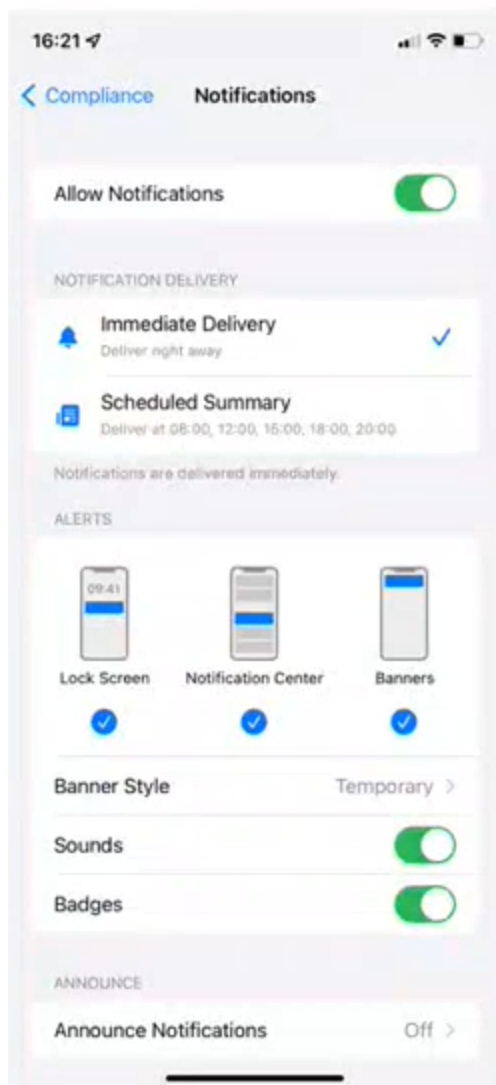 16:21
Compliance Notifications
Allow Notifications
NOTIFICATION DELIVERY
Immediate Delivery
Deliver right away
Scheduled Summary
Deliver at 08:00, 12:00, 16:00, 18:00, 20:00
Notifications are delivered immediately.
ALERTS
09:41
Lock Screen Notification Center Banners
Banner Style Temporary
Sounds
Badges
ANNOUNCE
Announce Notifications Off